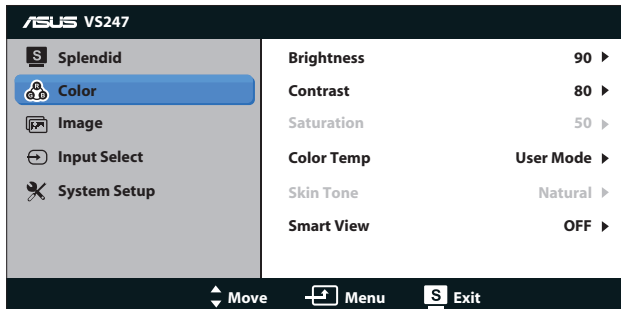 ASUS VS247
S Splendid
Color
Image
Input Select
System Setup
Brightness 90
Contrast 80
Saturation 50
Color Temp User Mode
Skin Tone Natural
Smart View OFF
Move Menu S Exit